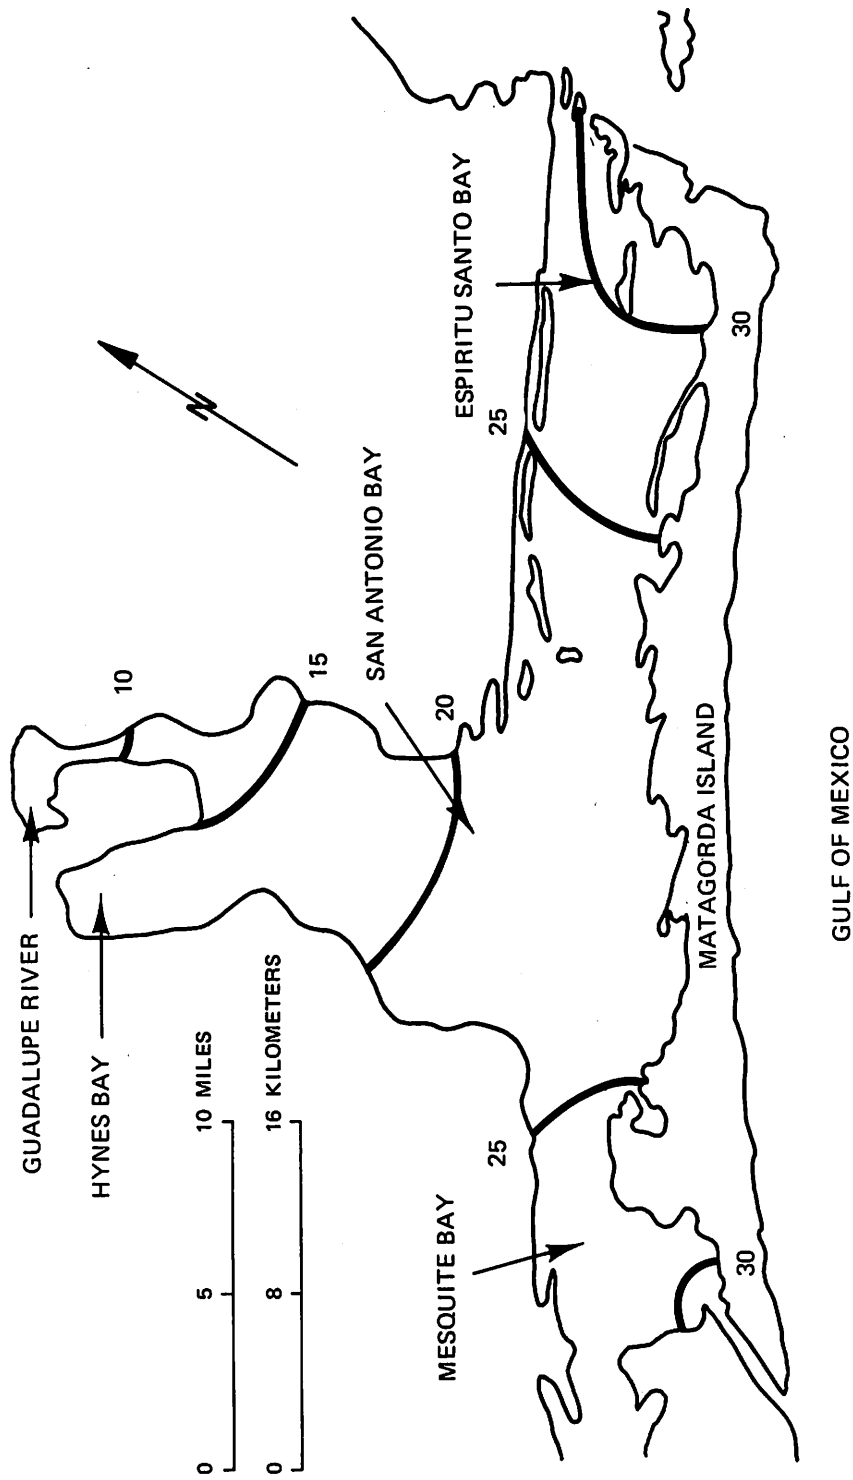 GUADALUPE RIVER
HYNES BAY
10
15
N
SAN ANTONIO BAY
20
25
ESPIRITU SANTO BAY
30
0 5 10 MILES
0 8 16 KILOMETERS
25
MESQUITE BAY
30
MATAGORDA ISLAND
GULF OF MEXICO